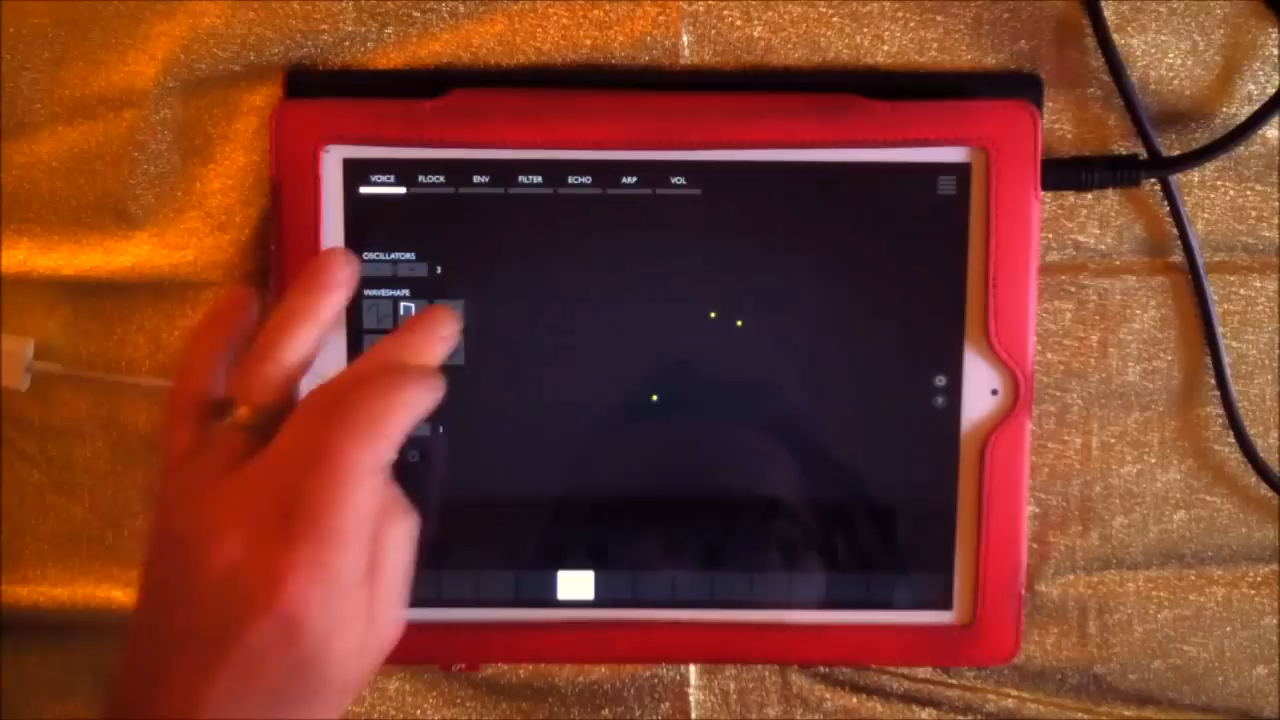 VOICE FLOCK ENV FILTER ECHO ARP VOL
OSCILLATORS
3
WAVESHAPE